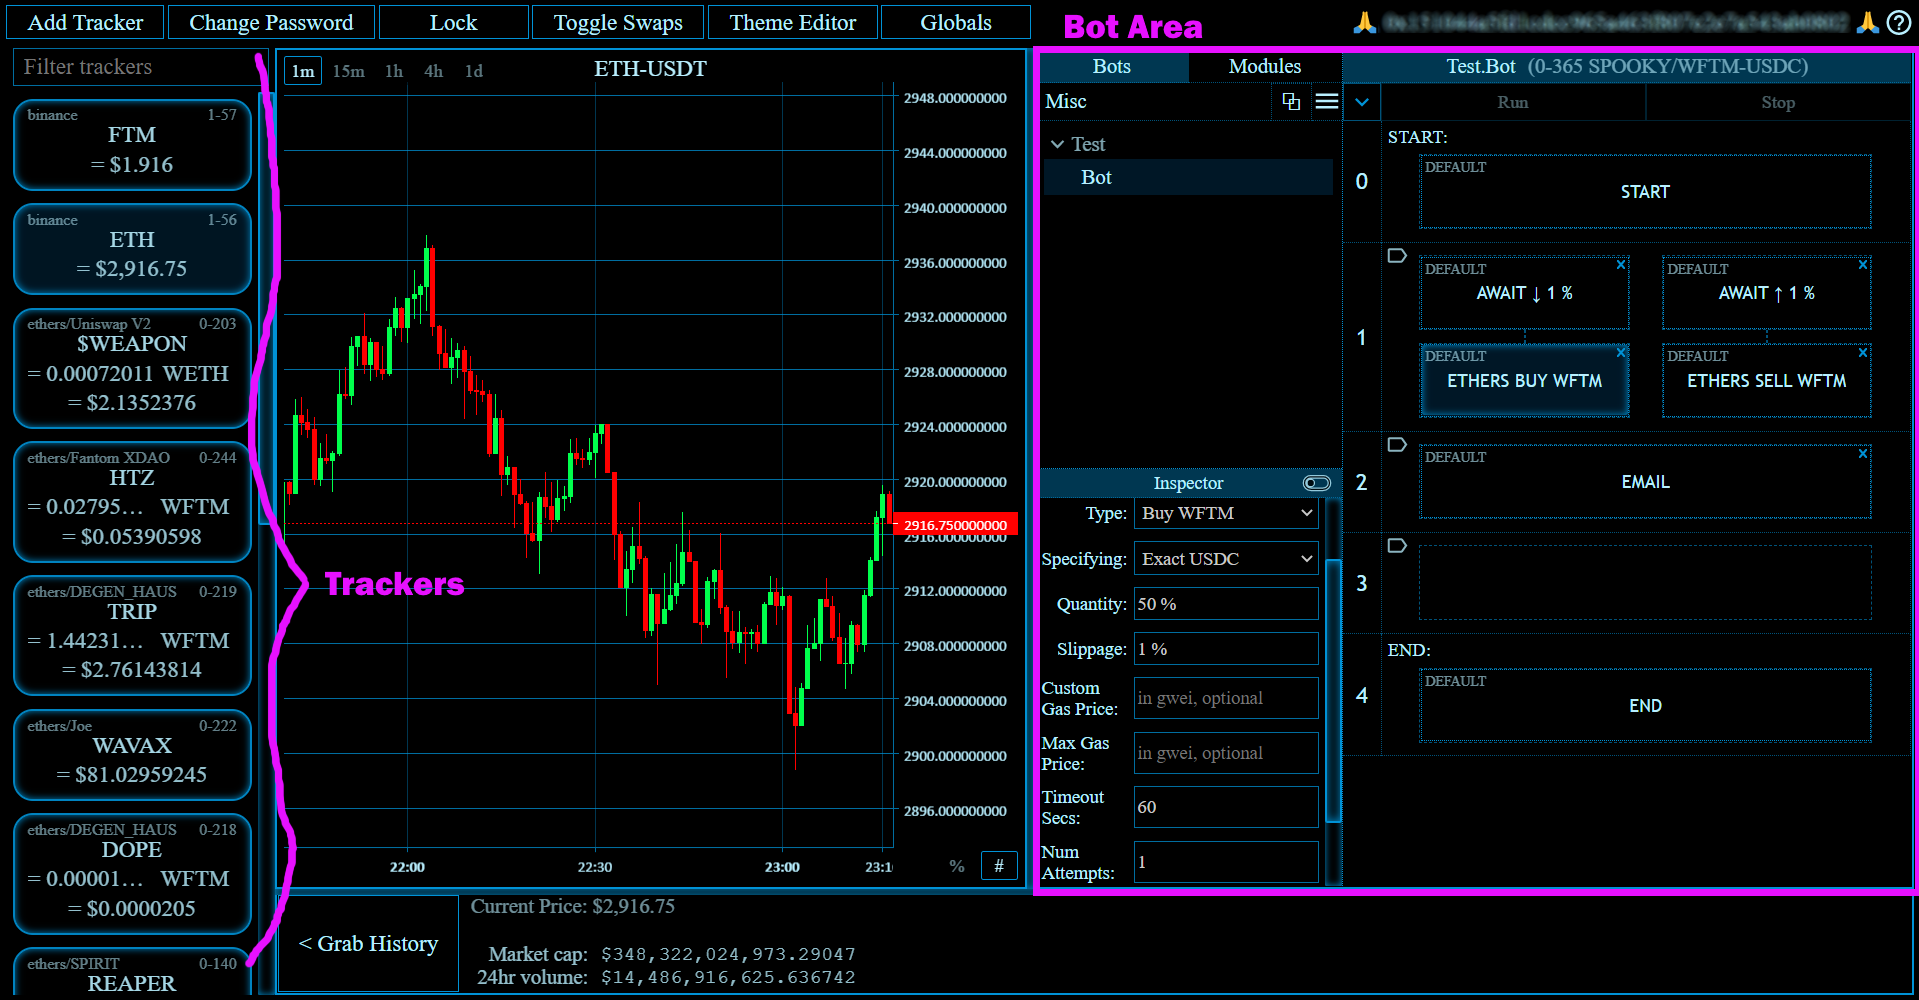 Add Tracker
Change Password
Lock
Toggle Swaps
Theme Editor
Globals
Bot Area
Filter trackers
binance 1-57
FTM
= $1.916
binance 1-56
ETH
= $2,916.75
ethers/Uniswap V2 0-203
$WEAPON
= 0.00072011 WETH
= $2.1352376
ethers/Fantom XDAO 0-244
HTZ
= 0.02795... WFTM
= $0.05390598
ethers/DEGEN_HAUS 0-219
TRIP
= 1.44231... WFTM
= $2.76143814
ethers/Joe 0-222
WAVAX
= $81.02959245
ethers/DEGEN_HAUS 0-218
DOPE
= 0.00001... WFTM
= $0.0000205
ethers/SPIRIT 0-140
REAPER
Trackers
1m 15m 1h 4h 1d
ETH-USDT
2948.000000000
2944.000000000
2940.000000000
2936.000000000
2932.000000000
2928.000000000
2924.000000000
2920.000000000
2916.750000000
2916.000000000
2912.000000000
2908.000000000
2904.000000000
2900.000000000
2896.000000000
22:00 22:30 23:00 23:1
% #
< Grab History
Current Price: $2,916.75
Market cap: $348,322,024,973.29047
24hr volume: $14,486,916,625.636742
Bots
Modules
Misc
Test
Bot
Inspector
Type: Buy WFTM
Specifying: Exact USDC
Quantity: 50 %
Slippage: 1 %
Custom
Gas Price: in gwei, optional
Max Gas
Price: in gwei, optional
Timeout
Secs: 60
Num
Attempts: 1
Test.Bot (0-365 SPOOKY/WFTM-USDC)
Run
Stop
START:
0
DEFAULT
START
1
DEFAULT x
AWAIT ↓ 1 %
DEFAULT x
AWAIT ↑ 1 %
DEFAULT x
ETHERS BUY WFTM
DEFAULT x
ETHERS SELL WFTM
2
DEFAULT x
EMAIL
3
END:
4
DEFAULT
END